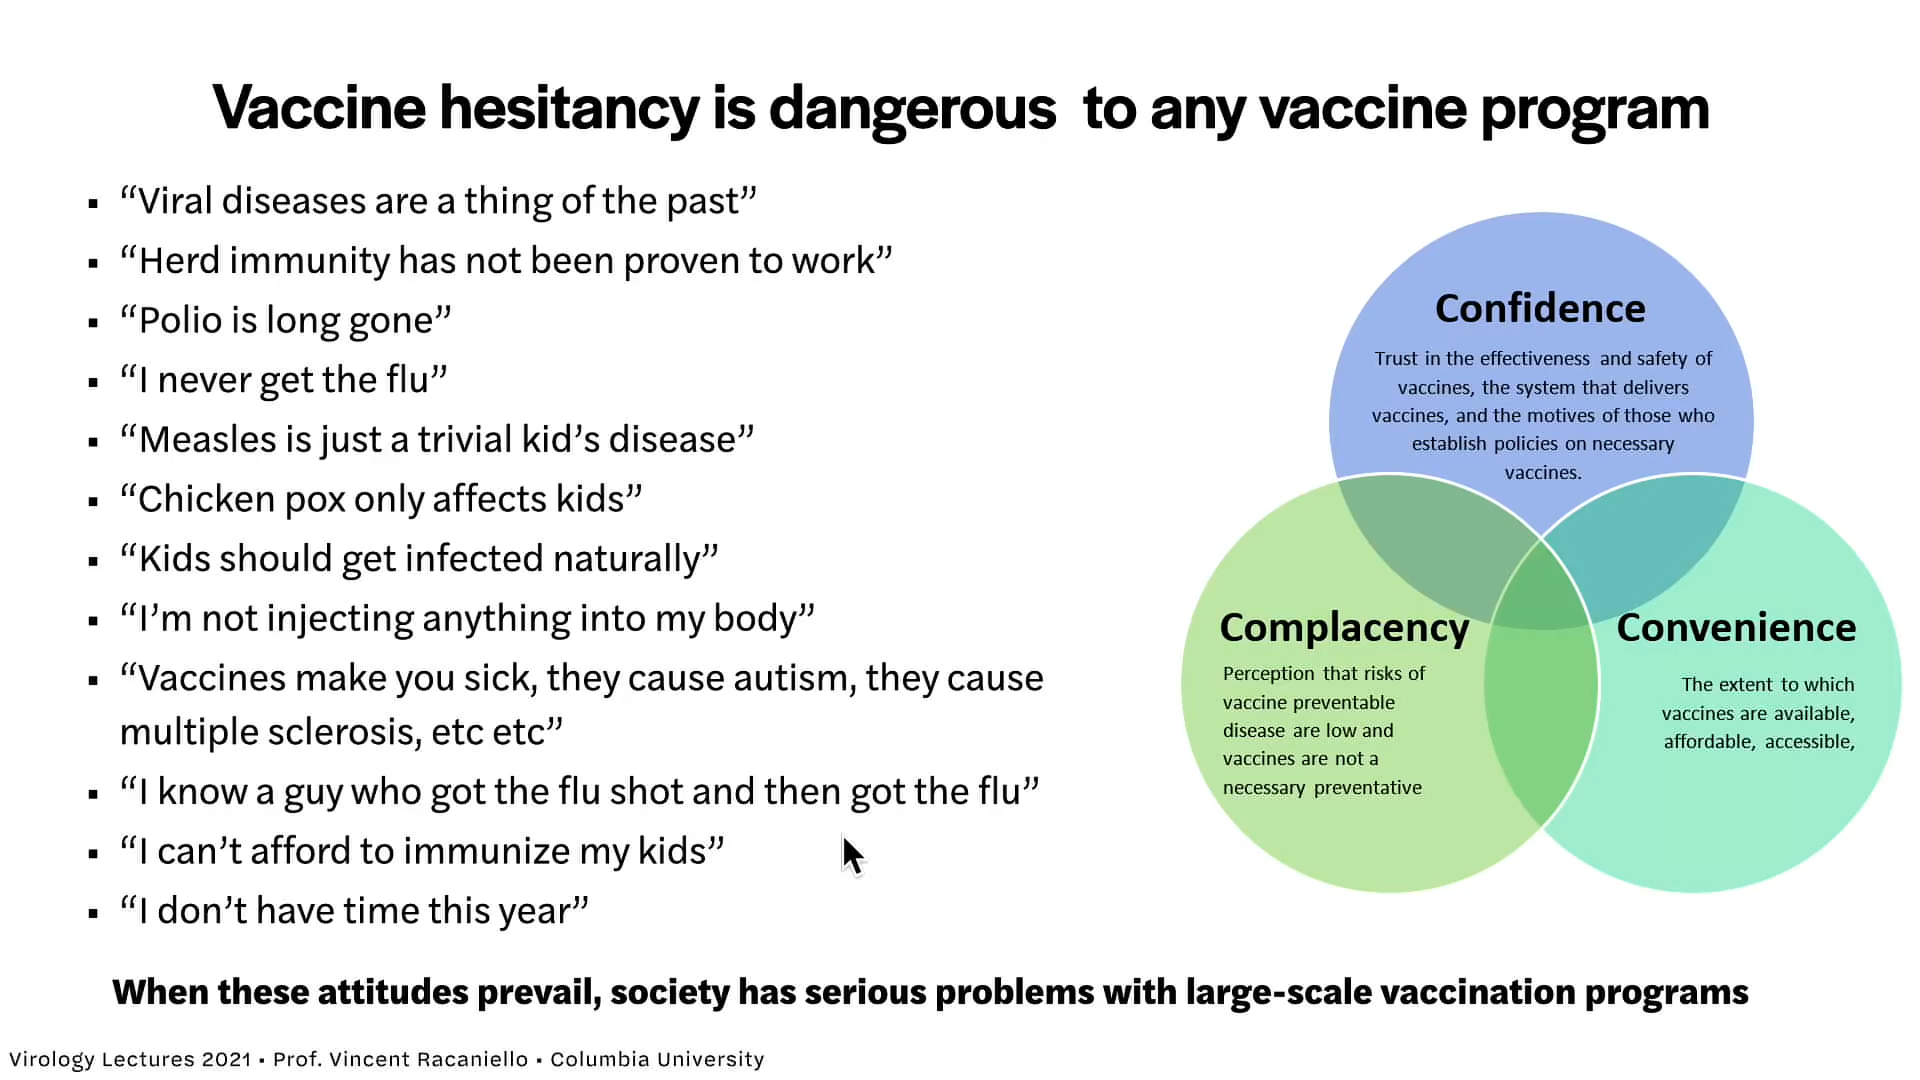 Vaccine hesitancy is dangerous to any vaccine program
▪ “Viral diseases are a thing of the past”
▪ “Herd immunity has not been proven to work”
▪ “Polio is long gone”
▪ “I never get the flu”
▪ “Measles is just a trivial kid’s disease”
▪ “Chicken pox only affects kids”
▪ “Kids should get infected naturally”
▪ “I’m not injecting anything into my body”
▪ “Vaccines make you sick, they cause autism, they cause
multiple sclerosis, etc etc”
▪ “I know a guy who got the flu shot and then got the flu”
▪ “I can’t afford to immunize my kids”
▪ “I don’t have time this year”
Confidence
Trust in the effectiveness and safety of
vaccines, the system that delivers
vaccines, and the motives of those who
establish policies on necessary
vaccines.
Complacency
Perception that risks of
vaccine preventable
disease are low and
vaccines are not a
necessary preventative
Convenience
The extent to which
vaccines are available,
affordable, accessible,
When these attitudes prevail, society has serious problems with large-scale vaccination programs
Virology Lectures 2021 • Prof. Vincent Racaniello • Columbia University